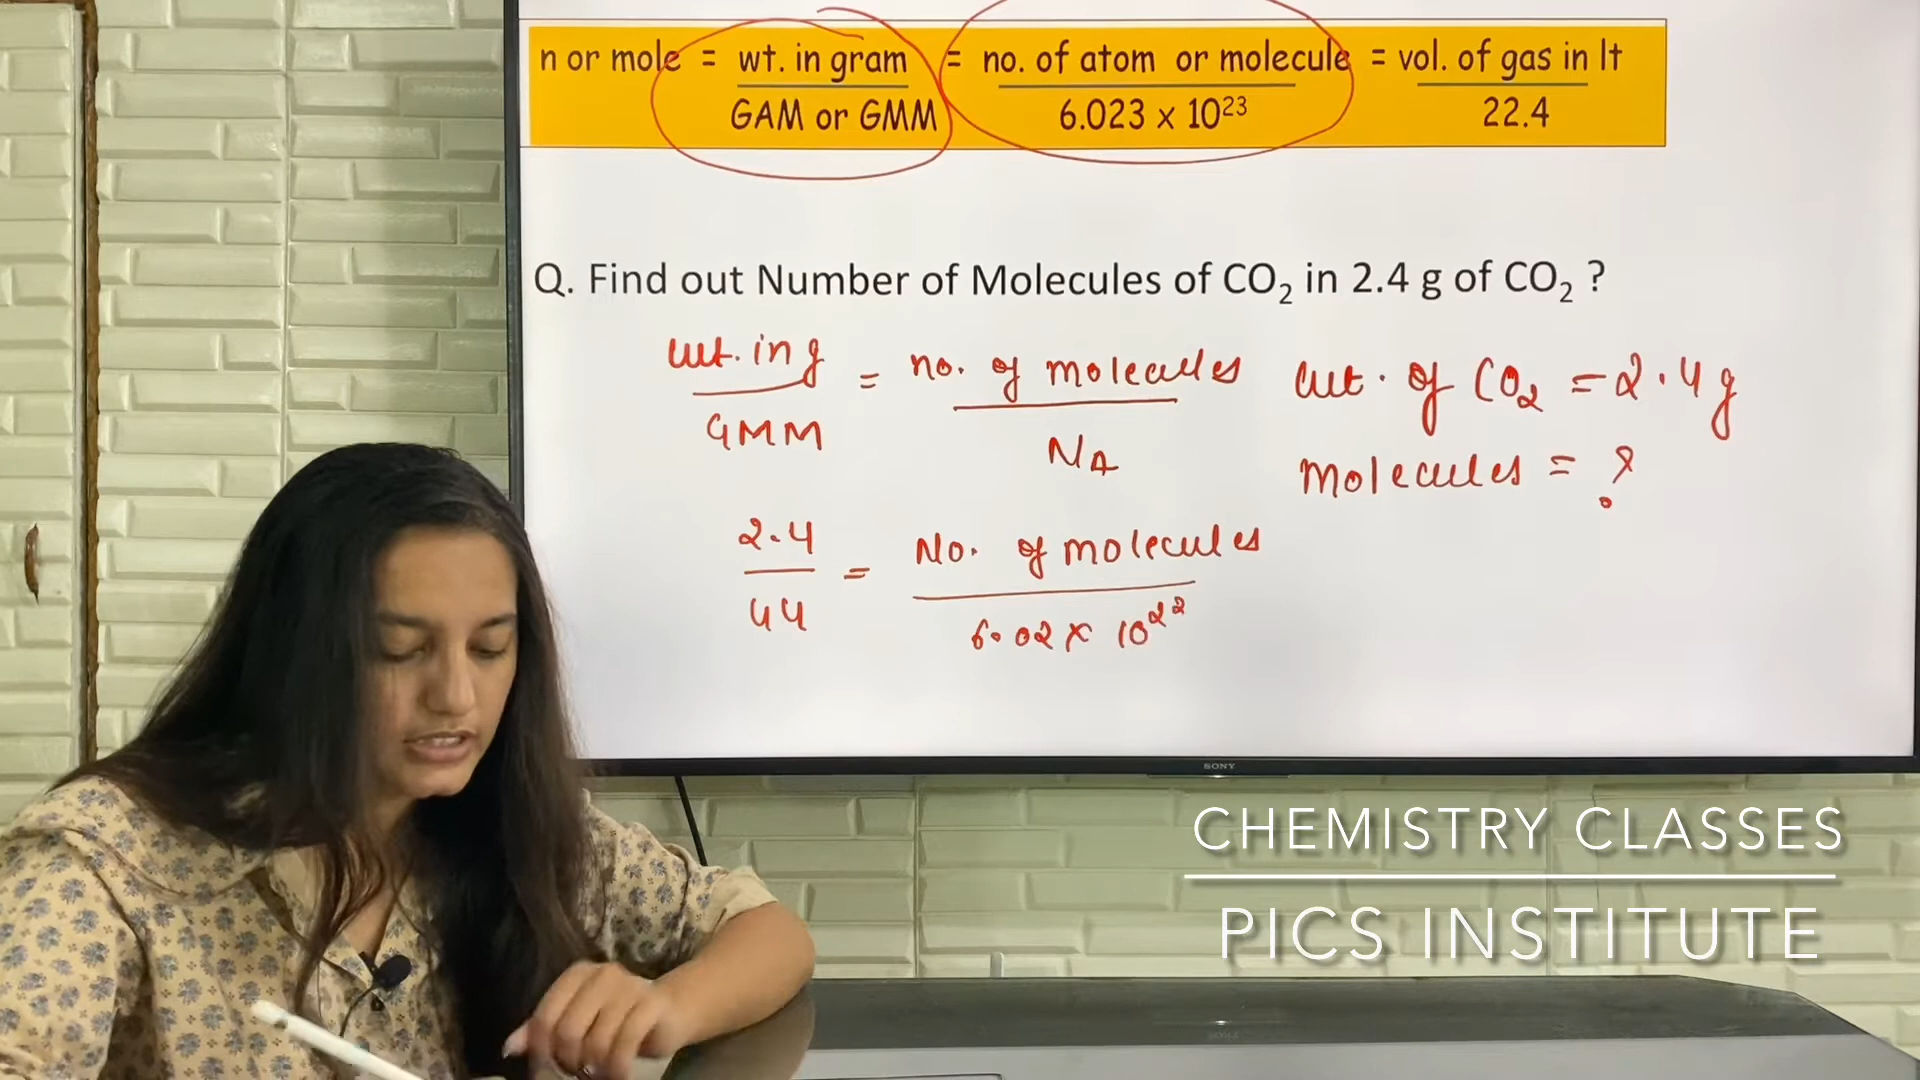 n or mole = wt. in gram / GAM or GMM = no. of atom or molecule / 6.023 x 10²³ = vol. of gas in lt / 22.4
Q. Find out Number of Molecules of CO₂ in 2.4 g of CO₂ ?
wt. in g / GMM = no. of molecules / NA
wt. of CO₂ = 2.4 g
Molecules = ?
2.4 / 44 = No. of molecules / 6.02 x 10²²
SONY
CHEMISTRY CLASSES
PICS INSTITUTE